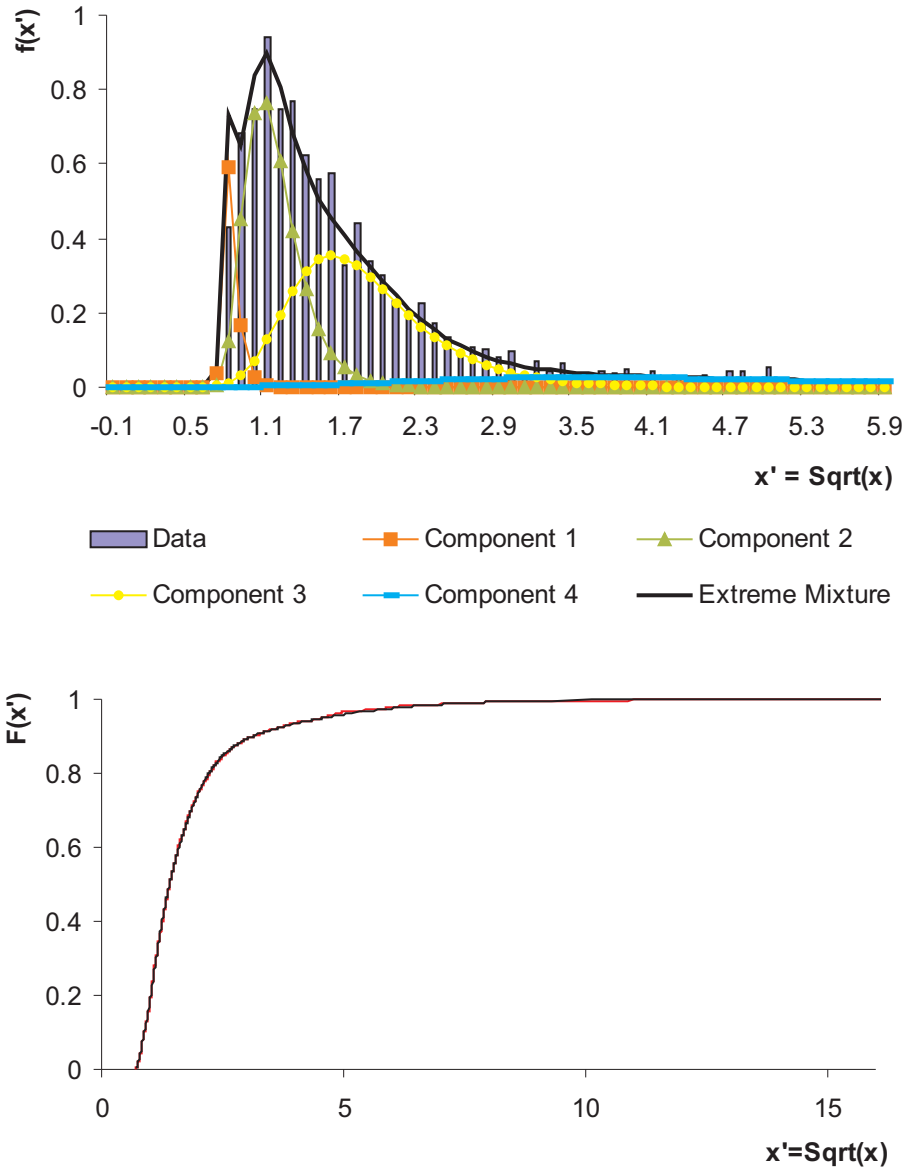 f(x')
1
0.8
0.6
0.4
0.2
0
-0.1 0.5 1.1 1.7 2.3 2.9 3.5 4.1 4.7 5.3 5.9
x' = Sqrt(x)
Data Component 1 Component 2
Component 3 Component 4 Extreme Mixture
F(x')
1
0.8
0.6
0.4
0.2
0
0 5 10 15
x'=Sqrt(x)